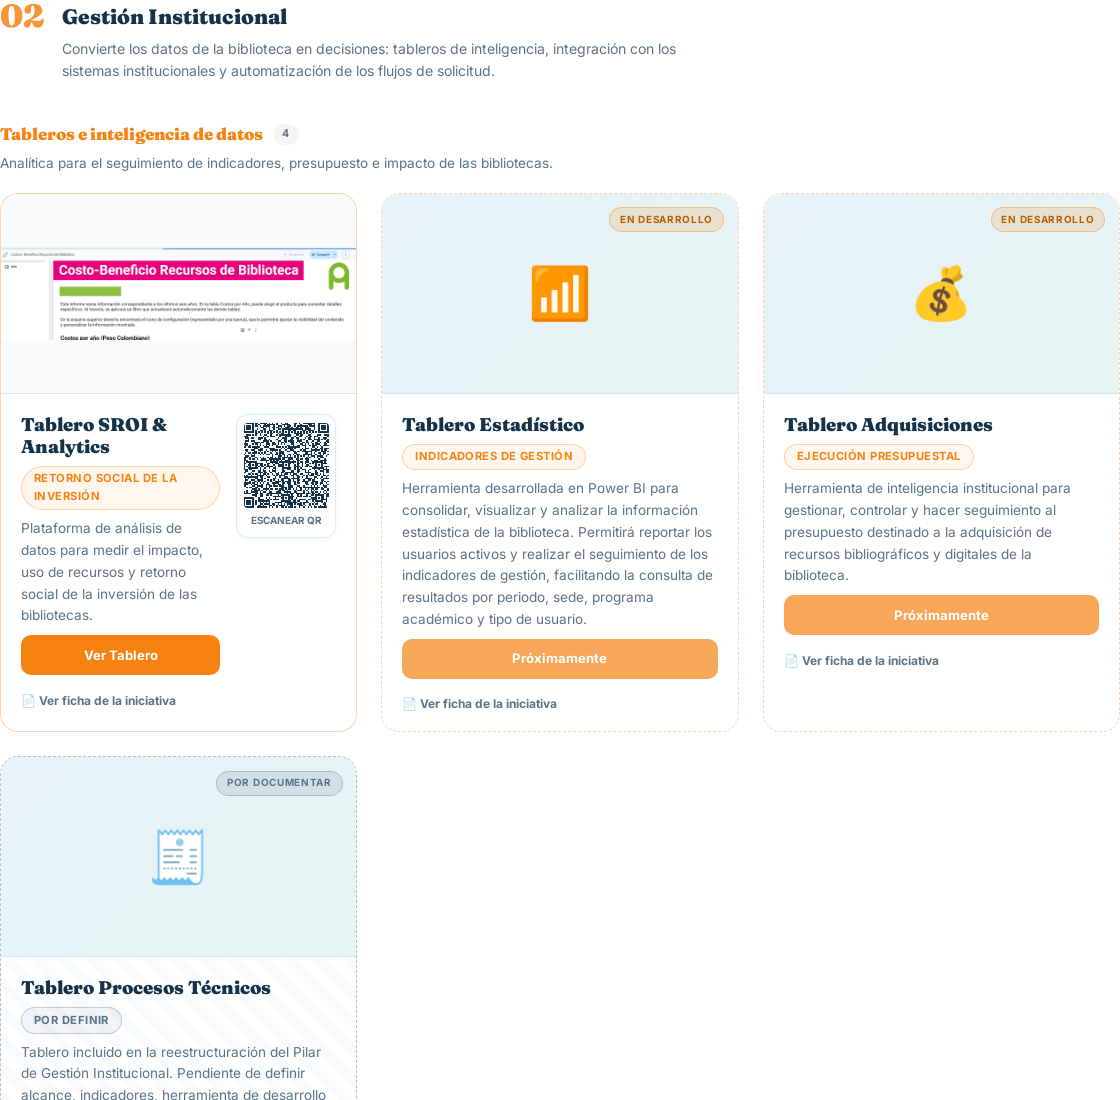 02
Gestión Institucional
Convierte los datos de la biblioteca en decisiones: tableros de inteligencia, integración con los
sistemas institucionales y automatización de los flujos de solicitud.
Tableros e inteligencia de datos
4
Analítica para el seguimiento de indicadores, presupuesto e impacto de las bibliotecas.
Costo-Beneficio Recursos de Biblioteca
Costos por año (Peso Colombiano)
Tablero SROI &
Analytics
RETORNO SOCIAL DE LA
INVERSIÓN
Plataforma de análisis de
datos para medir el impacto,
uso de recursos y retorno
social de la inversión de las
bibliotecas.
ESCANEAR QR
Ver Tablero
Ver ficha de la iniciativa
EN DESARROLLO
Tablero Estadístico
INDICADORES DE GESTIÓN
Herramienta desarrollada en Power BI para
consolidar, visualizar y analizar la información
estadística de la biblioteca. Permitirá reportar los
usuarios activos y realizar el seguimiento de los
indicadores de gestión, facilitando la consulta de
resultados por periodo, sede, programa
académico y tipo de usuario.
Próximamente
Ver ficha de la iniciativa
EN DESARROLLO
Tablero Adquisiciones
EJECUCIÓN PRESUPUESTAL
Herramienta de inteligencia institucional para
gestionar, controlar y hacer seguimiento al
presupuesto destinado a la adquisición de
recursos bibliográficos y digitales de la
biblioteca.
Próximamente
Ver ficha de la iniciativa
POR DOCUMENTAR
Tablero Procesos Técnicos
POR DEFINIR
Tablero incluido en la reestructuración del Pilar
de Gestión Institucional. Pendiente de definir
alcance, indicadores, herramienta de desarrollo